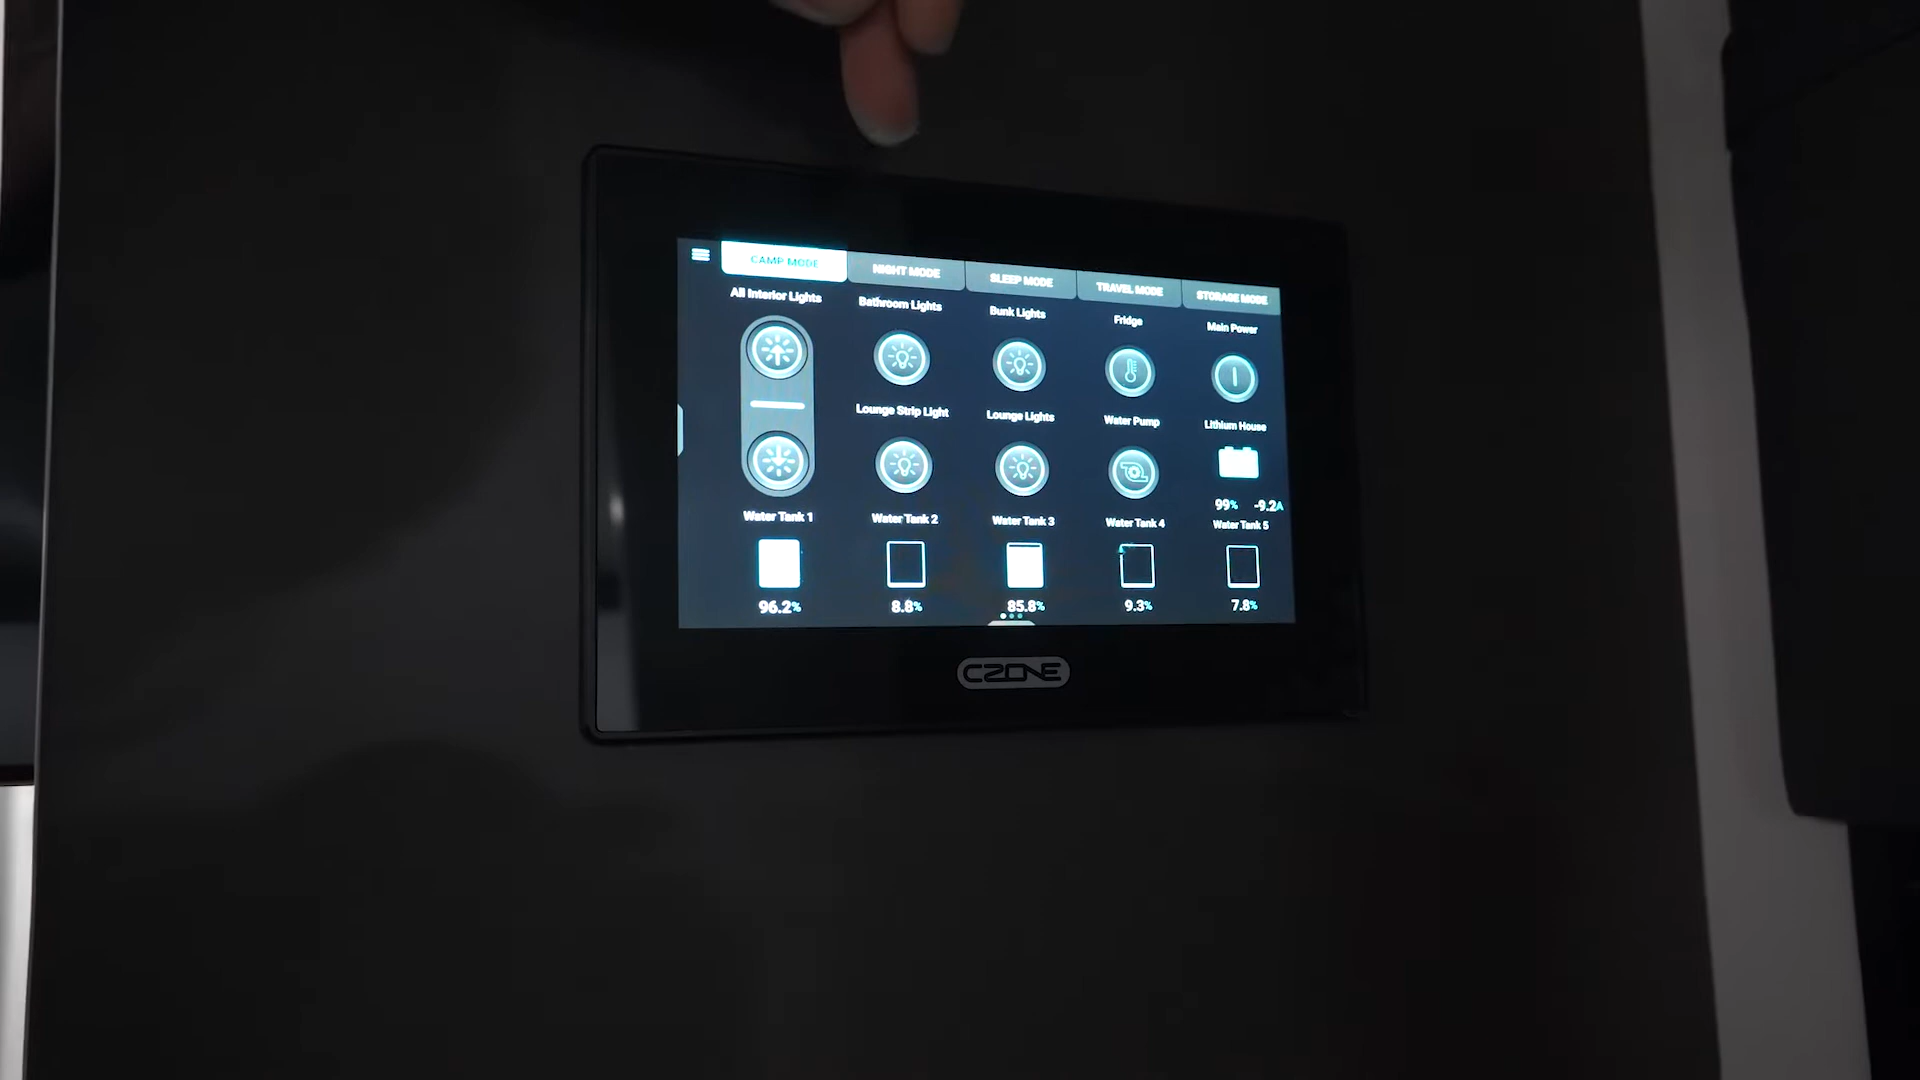 CAMP MODE NIGHT MODE SLEEP MODE TRAVEL MODE STORAGE MODE
All Interior Lights Bathroom Lights Bunk Lights Fridge Main Power
Lounge Strip Light Lounge Lights Water Pump Lithium House
99% -9.2A
Water Tank 1 Water Tank 2 Water Tank 3 Water Tank 4 Water Tank 5
96.2% 8.8% 85.8% 9.3% 7.8%
CZONE